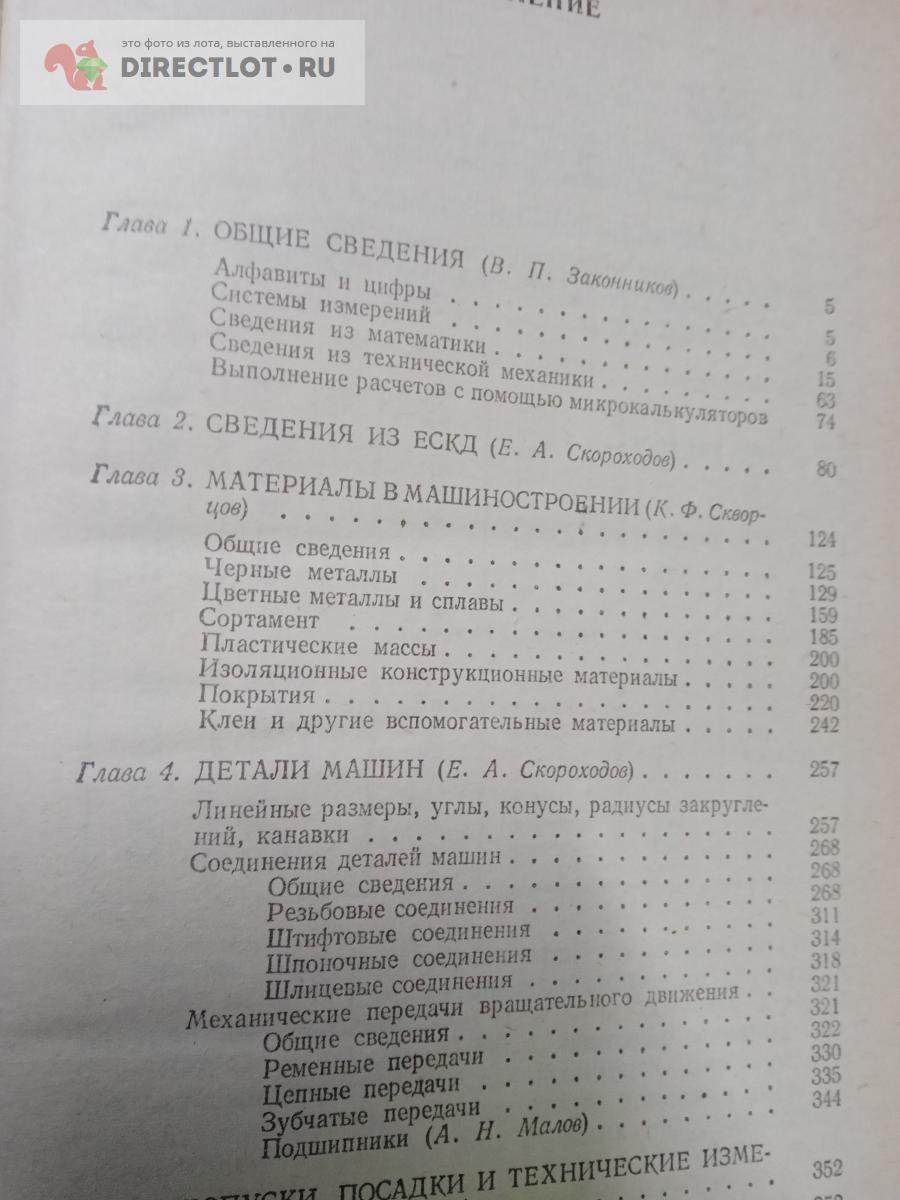 это фото из лота, выставленного на
DIRECTLOT.RU
Глава 1. ОБЩИЕ СВЕДЕНИЯ (В. П. Законников) . . . . . 5
Алфавиты и цифры . . . . . . . . . . . . . . 5
Системы измерений . . . . . . . . . . . . . . 6
Сведения из математики . . . . . . . . . . . . 15
Сведения из технической механики . . . . . . . . 63
Выполнение расчетов с помощью микрокалькуляторов 74
Глава 2. СВЕДЕНИЯ ИЗ ЕСКД (Е. А. Скороходов) . . . . . 80
Глава 3. МАТЕРИАЛЫ В МАШИНОСТРОЕНИИ (К. Ф. Сквор-
цов) . . . . . . . . . . . . . . . . . 124
Общие сведения . . . . . . . . . . . . . . . 125
Черные металлы . . . . . . . . . . . . . . 129
Цветные металлы и сплавы . . . . . . . . . . . 159
Сортамент . . . . . . . . . . . . . . . . 185
Пластические массы . . . . . . . . . . . . . 200
Изоляционные конструкционные материалы . . . . . 200
Покрытия . . . . . . . . . . . . . . . . . 220
Клеи и другие вспомогательные материалы . . . . . 242
Глава 4. ДЕТАЛИ МАШИН (Е. А. Скороходов) . . . . . . . 257
Линейные размеры, углы, конусы, радиусы закругле-
ний, канавки . . . . . . . . . . . . . . . 257
Соединения деталей машин . . . . . . . . . . 268
Общие сведения . . . . . . . . . . . . 268
Резьбовые соединения . . . . . . . . . 268
Штифтовые соединения . . . . . . . . 311
Шпоночные соединения . . . . . . . . 314
Шлицевые соединения . . . . . . . . . 318
Механические передачи вращательного движения . . 321
Общие сведения . . . . . . . . . . . . 321
Ременные передачи . . . . . . . . . . 322
Цепные передачи . . . . . . . . . . . 330
Зубчатые передачи . . . . . . . . . . 335
Подшипники (А. Н. Малов) . . . . . . . 344
ПОСАДКИ И ТЕХНИЧЕСКИЕ ИЗМЕ-
352